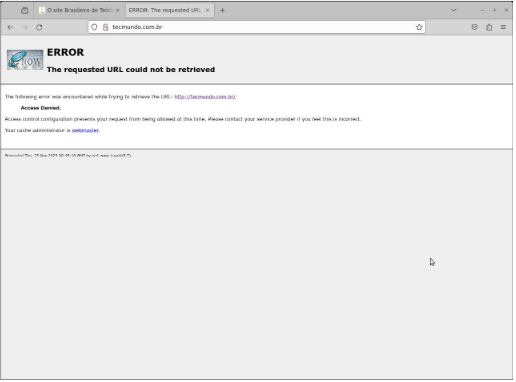 O site Brasileiro de Tel
ERROR: The requested URL
tecmundo.com.br
NOW
ERROR
The requested URL could not be retrieved
The following error was encountered while trying to retrieve the URL: http://tecmundo.com.br/
Access Denied.
Access control configuration prevents your request from being allowed at this time. Please contact your service provider if you feel this is incorrect.
Your cache administrator is webmaster.